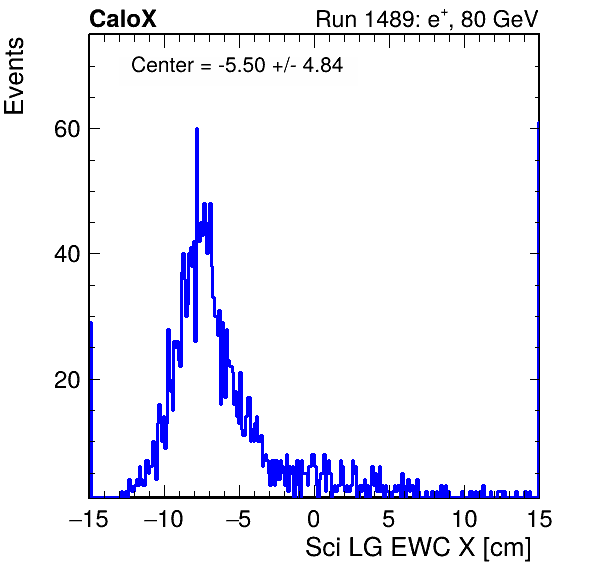 CaloX Run 1489: e+, 80 GeV
Center = -5.50 +/- 4.84
Events
60
40
20
−15 −10 −5 0 5 10 15
Sci LG EWC X [cm]